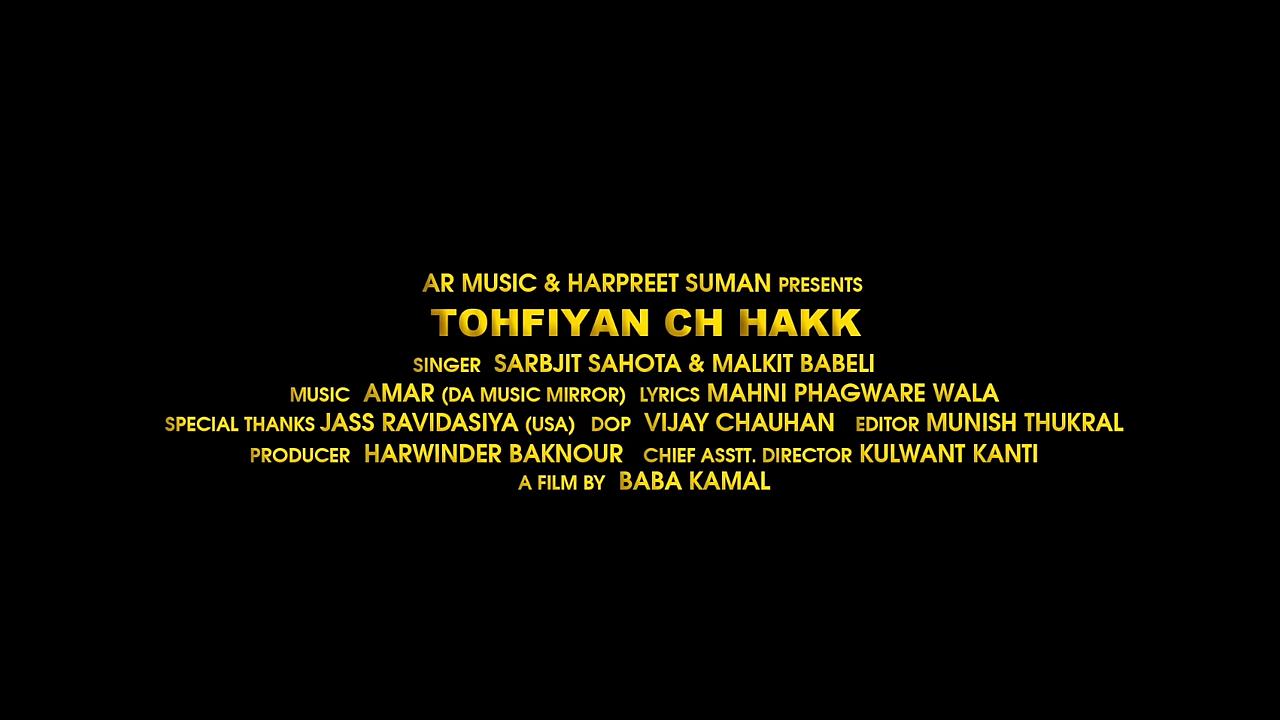 AR MUSIC & HARPREET SUMAN PRESENTS
TOHFIYAN CH HAKK
SINGER SARBJIT SAHOTA & MALKIT BABELI
MUSIC AMAR (DA MUSIC MIRROR) LYRICS MAHNI PHAGWARE WALA
SPECIAL THANKS JASS RAVIDASIYA (USA) DOP VIJAY CHAUHAN EDITOR MUNISH THUKRAL
PRODUCER HARWINDER BAKNOUR CHIEF ASSTT. DIRECTOR KULWANT KANTI
A FILM BY BABA KAMAL